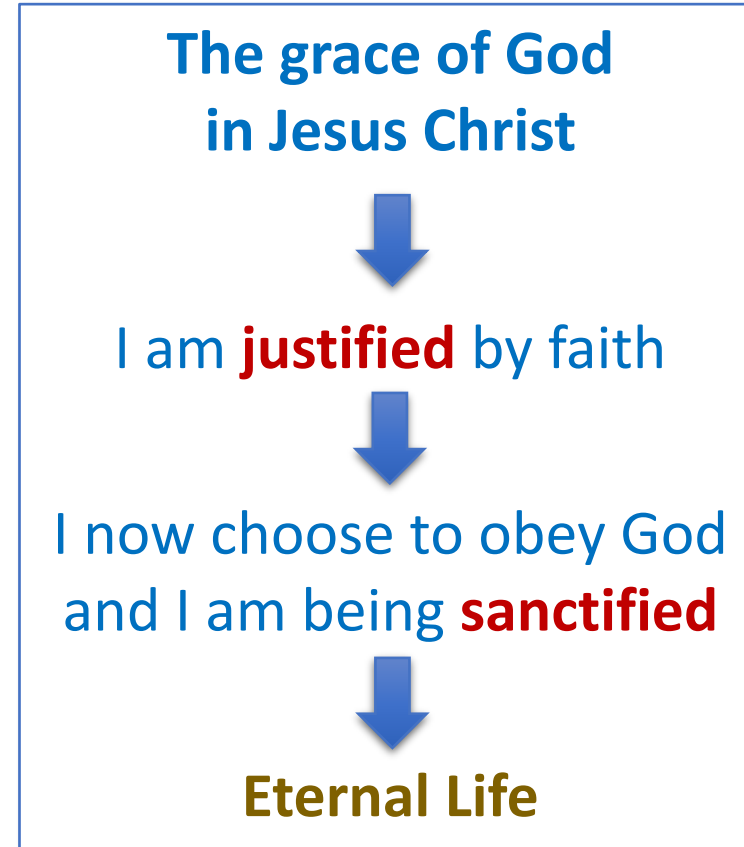 The grace of God
in Jesus Christ
I am justified by faith
I now choose to obey God
and I am being sanctified
Eternal Life